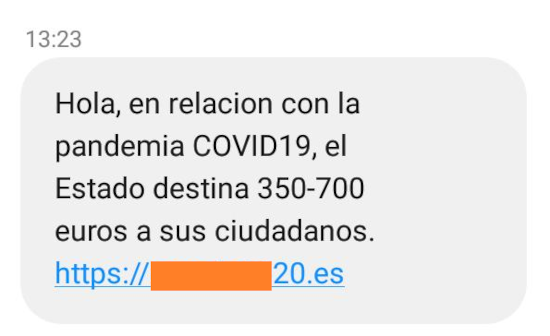 13:23
Hola, en relacion con la
pandemia COVID19, el
Estado destina 350-700
euros a sus ciudadanos.
https://20.es